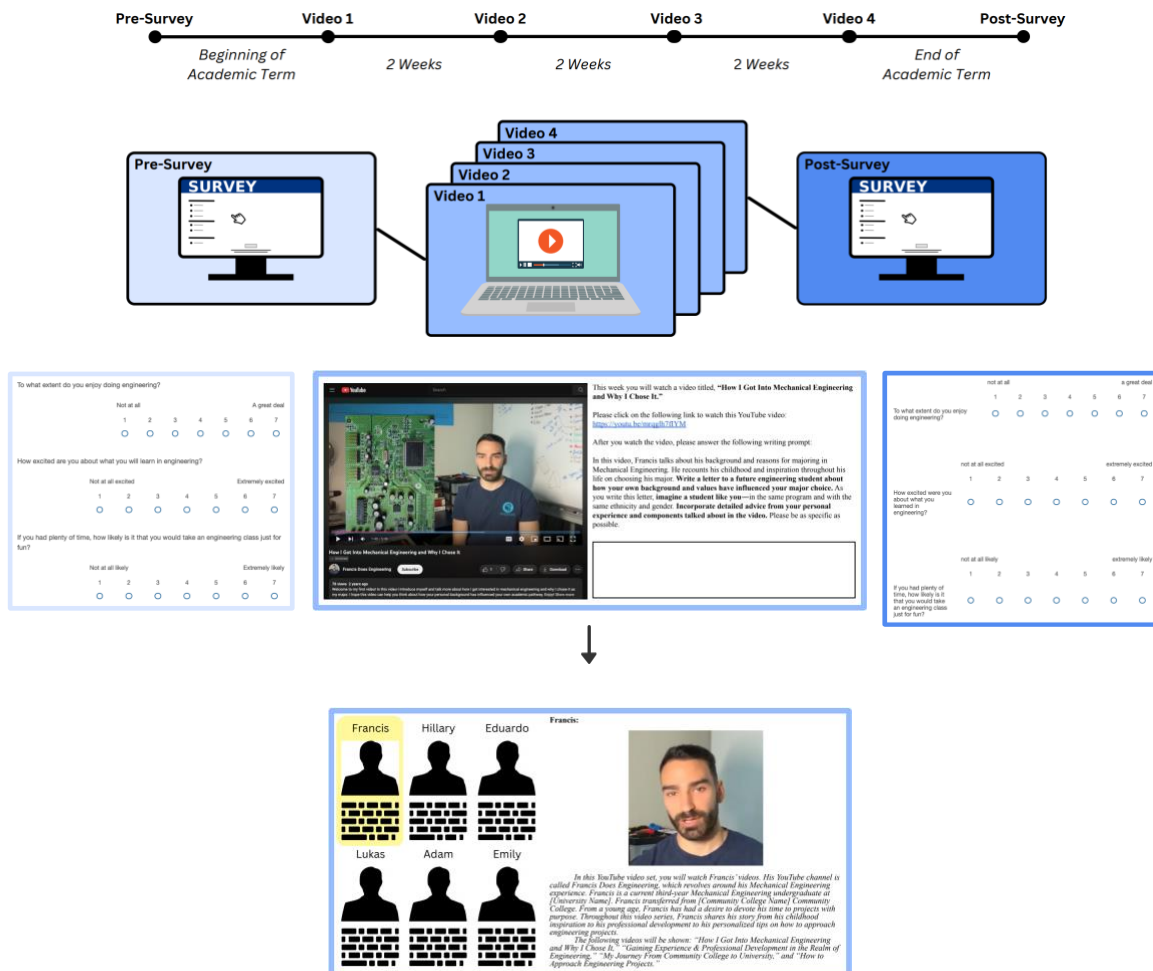 Pre-Survey
Video 1
Video 2
Video 3
Video 4
Post-Survey
Beginning of
Academic Term
2 Weeks
2 Weeks
2 Weeks
End of
Academic Term
Video 4
Video 3
Video 2
Video 1
Pre-Survey
SURVEY
Post-Survey
SURVEY
To what extent do you enjoy doing engineering?
Not at all
A great deal
1 2 3 4 5 6 7
How excited are you about what you will learn in engineering?
Not at all excited
Extremely excited
1 2 3 4 5 6 7
If you had plenty of time, how likely is it that you would take an engineering class just for
fun?
Not at all likely
Extremely likely
1 2 3 4 5 6 7
YouTube
Search
How I Got Into Mechanical Engineering and Why I Chose It
Francis Does Engineering
Subscribe
Share
Download
This week you will watch a video titled, “How I Got Into Mechanical Engineering
and Why I Chose It.”
Please click on the following link to watch this YouTube video:
After you watch the video, please answer the following writing prompt:
In this video, Francis talks about his background and reasons for majoring in
Mechanical Engineering. He recounts his childhood and inspiration throughout his
life on choosing his major. Write a letter to a future engineering student about
how your own background and values have influenced your major choice. As
you write this letter, imagine a student like you—in the same program and with the
same ethnicity and gender. Incorporate detailed advice from your personal
experience and components talked about in the video. Please be as specific as
possible.
not at all
a great deal
1 2 3 4 5 6 7
To what extent do you enjoy
doing engineering?
not at all excited
extremely excited
1 2 3 4 5 6 7
How excited were you
about what you
learned in
engineering?
not at all likely
extremely likely
1 2 3 4 5 6 7
If you had plenty of
time, how likely is it
that you would take
an engineering class
just for fun?
Francis
Hillary
Eduardo
Lukas
Adam
Emily
Francis:
In this YouTube video set, you will watch Francis’ videos. His YouTube channel is
called Francis Does Engineering, which revolves around his Mechanical Engineering
experience. Francis is a current third-year Mechanical Engineering undergraduate at
[University Name]. Francis transferred from [Community College Name] Community
College. From a young age, Francis has had a desire to devote his time to projects with
purpose. Throughout this video series, Francis shares his story from his childhood
inspiration to his professional development to his personalized tips on how to approach
engineering projects.
The following videos will be shown: “How I Got Into Mechanical Engineering
and Why I Chose It,” “Gaining Experience & Professional Development in the Realm of
Engineering,” “My Journey From Community College to University,” and “How to
Approach Engineering Projects.”